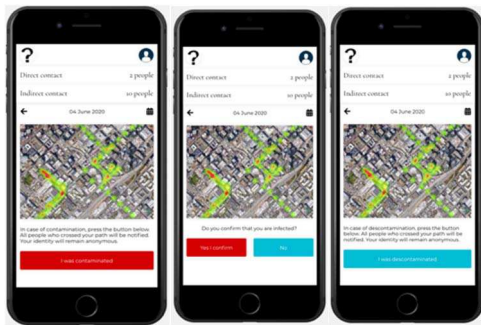 ?
Direct contact 2 people
Indirect contact 10 people
04 June 2020
In case of contamination, press the button below.
All people who crossed your path will be notified.
Your identity will remain anonymous.
I was contaminated
?
Direct contact 2 people
Indirect contact 10 people
04 June 2020
Do you confirm that you are infected?
Yes I confirm No
?
Direct contact 2 people
Indirect contact 10 people
04 June 2020
In case of descontamination, press the button
below. All people who crossed your path will be
notified. Your identity will remain anonymous.
I was descontaminated